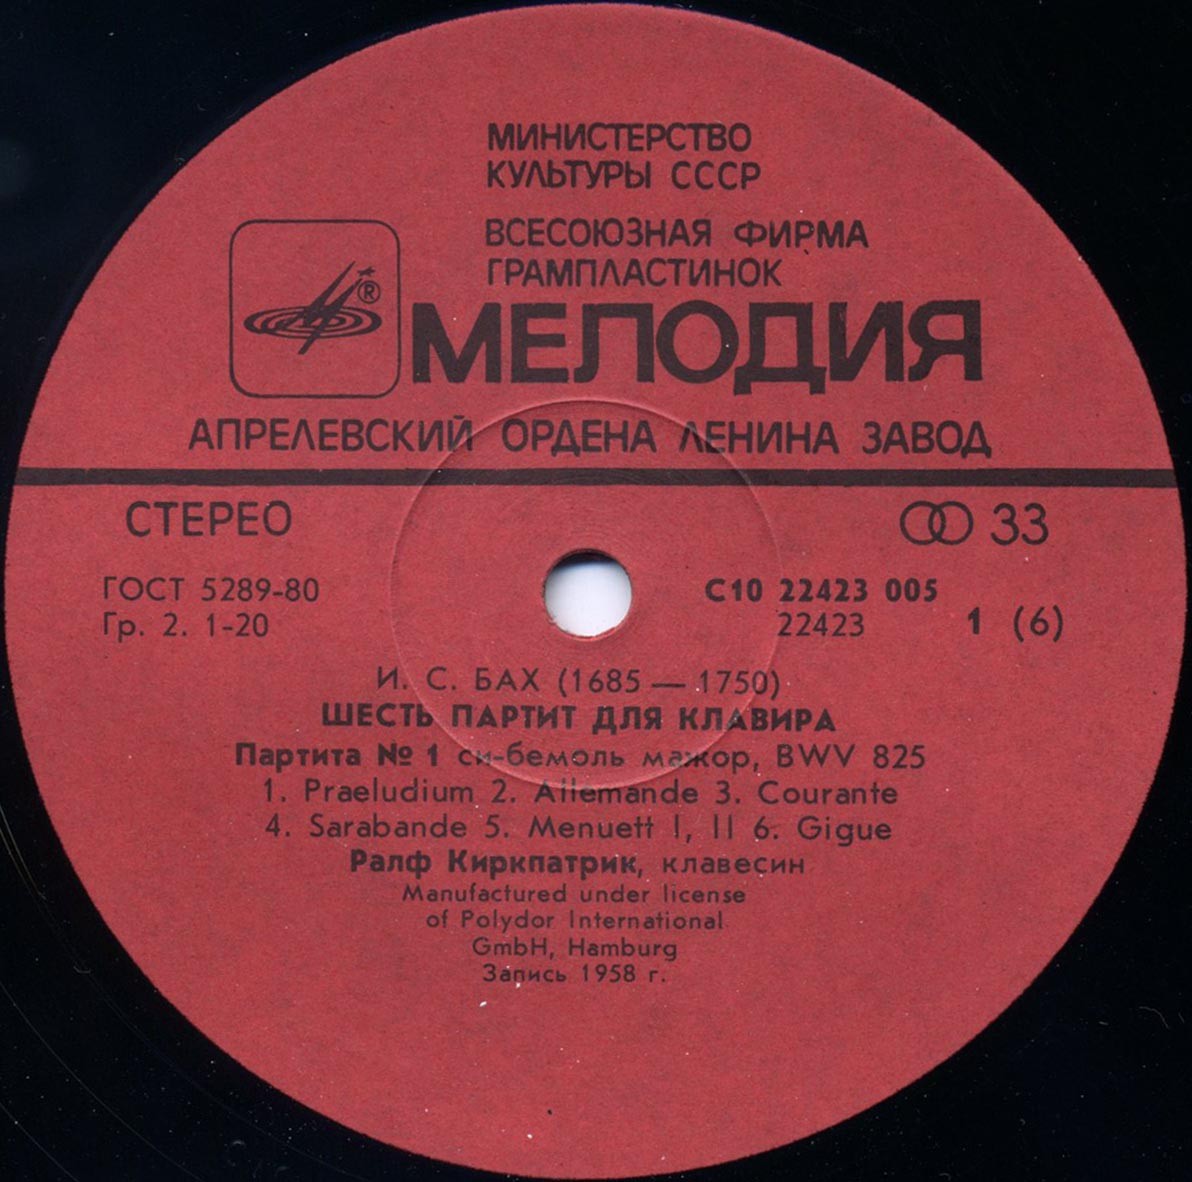 МИНИСТЕРСТВО
КУЛЬТУРЫ СССР
ВСЕСОЮЗНАЯ ФИРМА
ГРАМПЛАСТИНОК
®
МЕЛОДИЯ
АПРЕЛЕВСКИЙ ОРДЕНА ЛЕНИНА ЗАВОД
СТЕРЕО 33
ГОСТ 5289-80 С10 22423 005
Гр. 2. 1-20 22423 1 (6)
И. С. БАХ (1685 — 1750)
ШЕСТЬ ПАРТИТ ДЛЯ КЛАВИРА
Партита № 1 си-бемоль мажор, BWV 825
1. Praeludium 2. Allemande 3. Courante
4. Sarabande 5. Menuett I, II 6. Gigue
Ралф Киркпатрик, клавесин
Manufactured under license
of Polydor International
GmbH, Hamburg
Запись 1958 г.